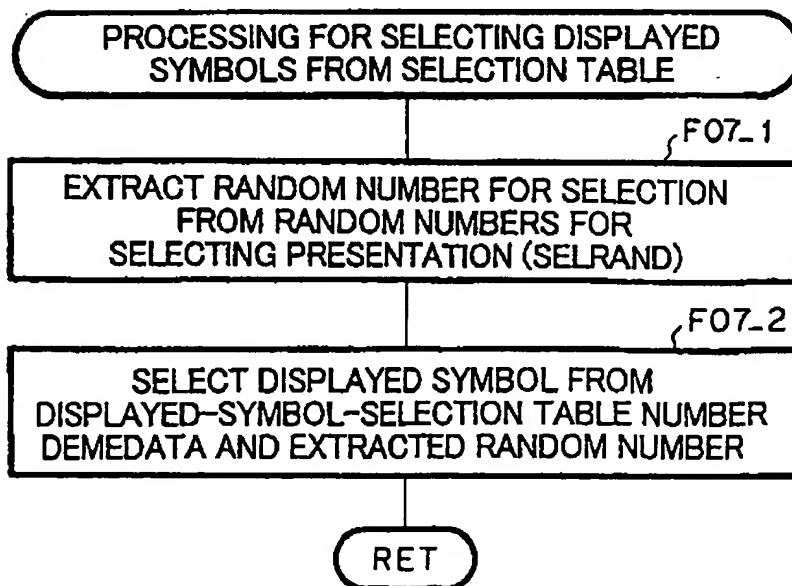 PROCESSING FOR SELECTING DISPLAYED
SYMBOLS FROM SELECTION TABLE
F07_1
EXTRACT RANDOM NUMBER FOR SELECTION
FROM RANDOM NUMBERS FOR
SELECTING PRESENTATION (SELRAND)
F07_2
SELECT DISPLAYED SYMBOL FROM
DISPLAYED-SYMBOL-SELECTION TABLE NUMBER
DEMEDATA AND EXTRACTED RANDOM NUMBER
RET